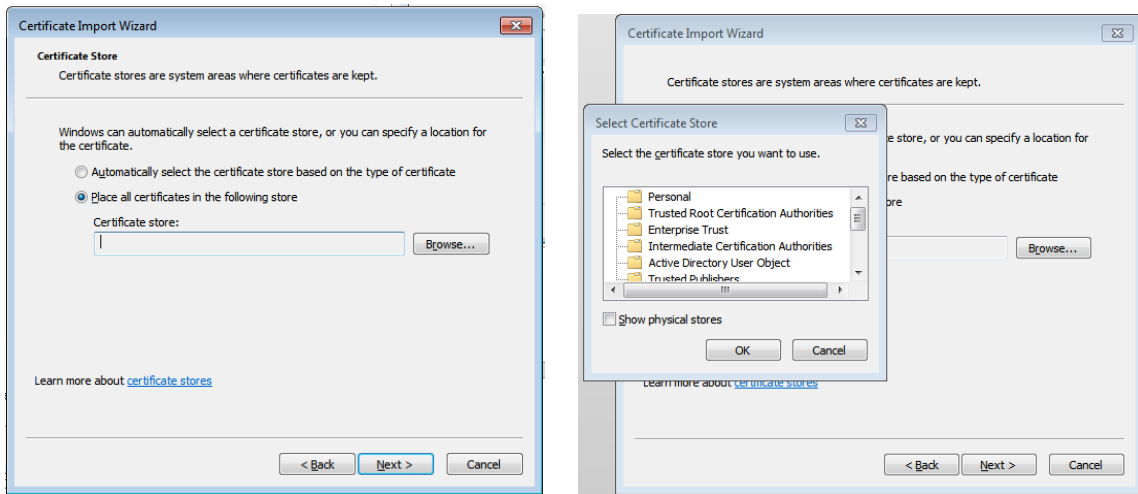 Certificate Import Wizard
Certificate Store
Certificate stores are system areas where certificates are kept.
Windows can automatically select a certificate store, or you can specify a location for
the certificate.
Automatically select the certificate store based on the type of certificate
Place all certificates in the following store
Certificate store:
Browse...
Learn more about certificate stores
< Back
Next >
Cancel
Certificate Import Wizard
Certificate stores are system areas where certificates are kept.
Select Certificate Store
Select the certificate store you want to use.
Personal
Trusted Root Certification Authorities
Enterprise Trust
Intermediate Certification Authorities
Active Directory User Object
Trusted Publishers
Show physical stores
OK
Cancel
store, or you can specify a location for
based on the type of certificate
Browse...
Learn more about certificate stores
< Back
Next >
Cancel